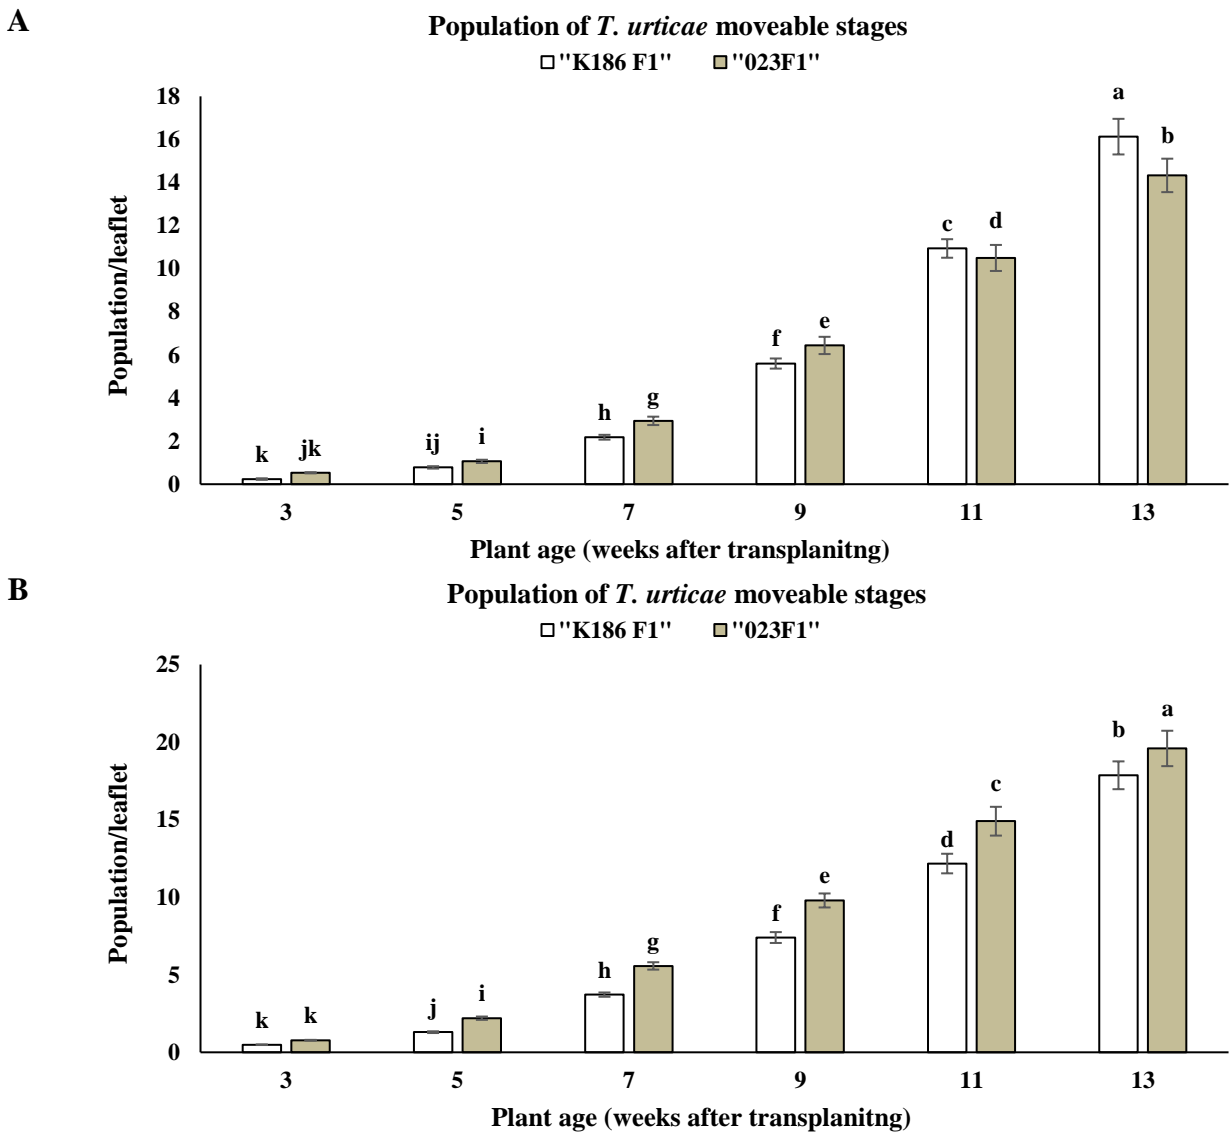 A
Population of T. urticae moveable stages
"K186 F1" "023F1"
18
16
14
12
10
8
6
4
2
0
Population/leaflet
k jk ij i h g f e c d a b
3 5 7 9 11 13
Plant age (weeks after transplanitng)
B
Population of T. urticae moveable stages
"K186 F1" "023F1"
25
20
15
10
5
0
Population/leaflet
k k j i h g f e d c b a
3 5 7 9 11 13
Plant age (weeks after transplanitng)